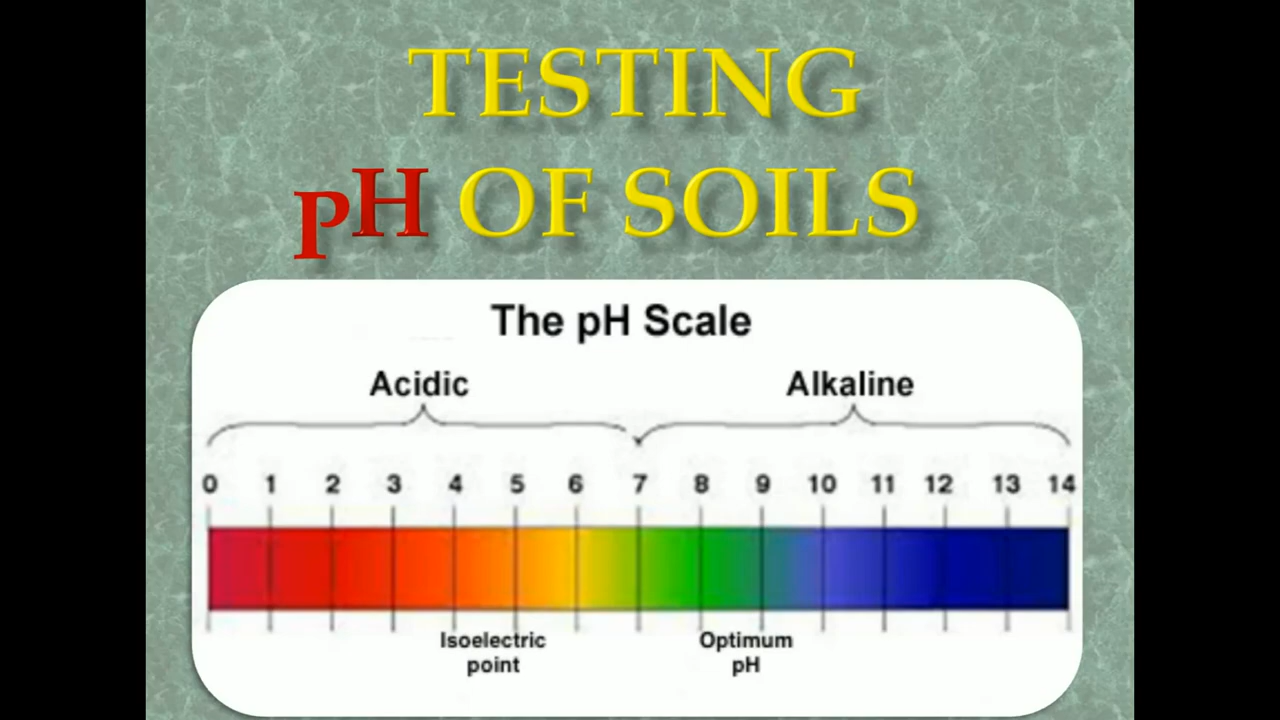 TESTING
pH OF SOILS
The pH Scale
Acidic Alkaline
0 1 2 3 4 5 6 7 8 9 10 11 12 13 14
Isoelectric Optimum
point pH